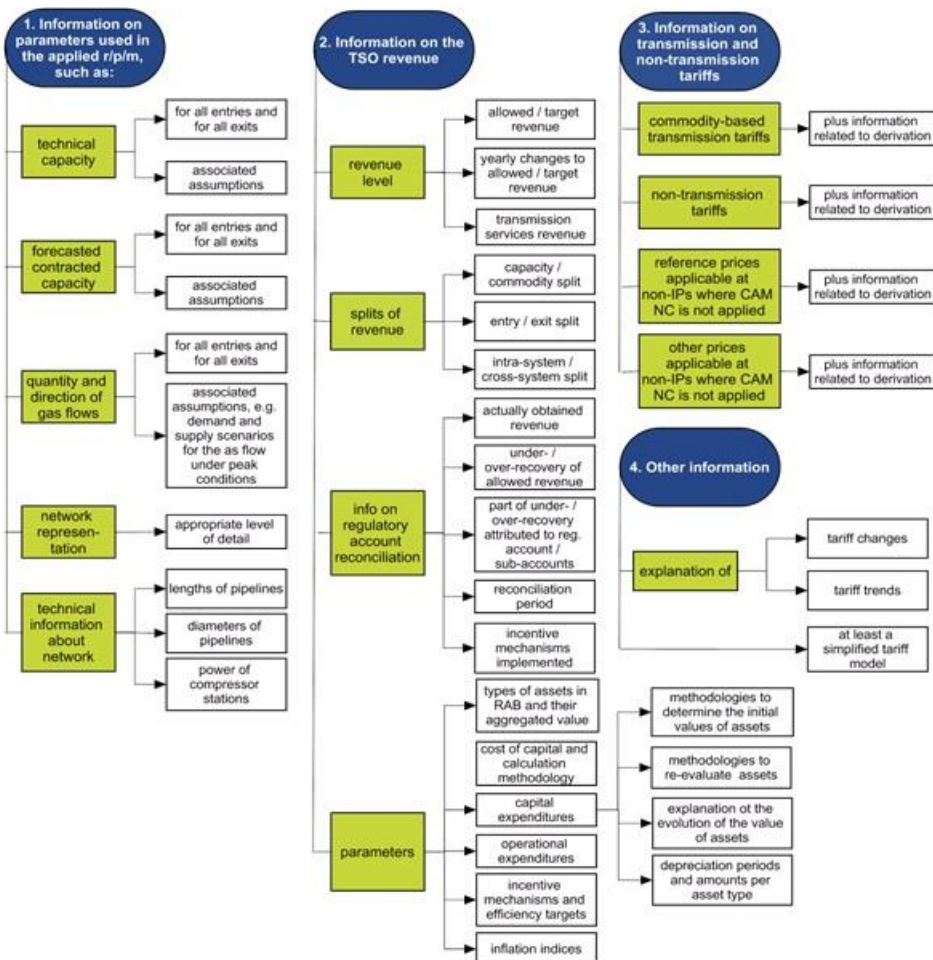 1. Information on
parameters used in
the applied r/p/m,
such as:
technical
capacity
for all entries and
for all exits
associated
assumptions
forecasted
contracted
capacity
for all entries and
for all exits
associated
assumptions
quantity and
direction of
gas flows
for all entries and
for all exits
associated
assumptions, e.g.
demand and
supply scenarios
for the as flow
under peak
conditions
network
represen-
tation
appropriate level
of detail
technical
information
about
network
lengths of pipelines
diameters of
pipelines
power of
compressor
stations
2. Information on the
TSO revenue
revenue
level
allowed / target
revenue
yearly changes to
allowed / target
revenue
transmission
services revenue
splits of
revenue
capacity /
commodity split
entry / exit split
intra-system /
cross-system split
info on
regulatory
account
reconciliation
actually obtained
revenue
under- /
over-recovery of
allowed revenue
part of under- /
over-recovery
attributed to reg.
account /
sub-accounts
reconciliation
period
incentive
mechanisms
implemented
parameters
types of assets in
RAB and their
aggregated value
cost of capital and
calculation
methodology
capital
expenditures
methodologies to
determine the initial
values of assets
methodologies to
re-evaluate assets
explanation ot the
evolution of the value
of assets
depreciation periods
and amounts per
asset type
operational
expenditures
incentive
mechanisms and
efficiency targets
inflation indices
3. Information on
transmission and
non-transmission
tariffs
commodity-based
transmission tariffs
plus information
related to derivation
non-transmission
tariffs
plus information
related to derivation
reference prices
applicable at
non-IPs where CAM
NC is not applied
plus information
related to derivation
other prices
applicable at
non-IPs where CAM
NC is not applied
plus information
related to derivation
4. Other information
explanation of
tariff changes
tariff trends
at least a
simplified tariff
model